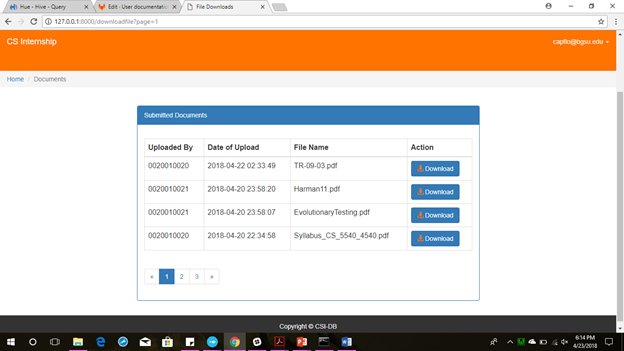 Hue - Hive - Query
Edit - User documentation
File Downloads
127.0.0.1:8000/downloadfile?page=1
CS Internship
capflo@bgsu.edu
Home / Documents
Submitted Documents
Uploaded By Date of Upload File Name Action
0020010020 2018-04-22 02:33:49 TR-09-03.pdf Download
0020010021 2018-04-20 23:58:20 Harman11.pdf Download
0020010021 2018-04-20 23:58:07 EvolutionaryTesting.pdf Download
0020010020 2018-04-20 22:34:58 Syllabus_CS_5540_4540.pdf Download
« 1 2 3 »
Copyright © CSI-DB
6:14 PM
4/23/2018